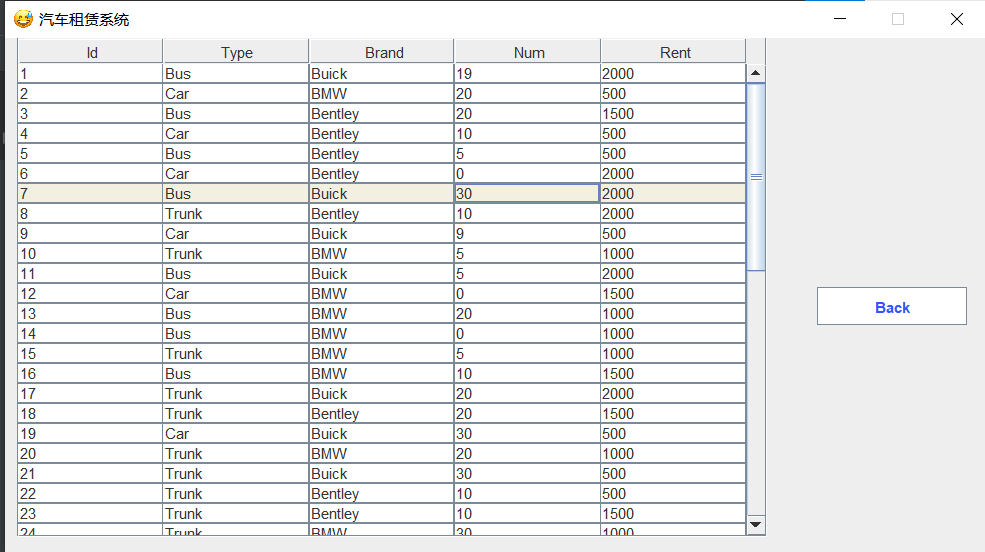 汽车租赁系统
Id Type Brand Num Rent
1 Bus Buick 19 2000
2 Car BMW 20 500
3 Bus Bentley 20 1500
4 Car Bentley 10 500
5 Bus Bentley 5 500
6 Car Bentley 0 2000
7 Bus Buick 30 2000
8 Trunk Bentley 10 2000
9 Car Buick 9 500
10 Trunk BMW 5 1000
11 Bus Buick 5 2000
12 Car BMW 0 1500
13 Bus BMW 20 1000
14 Bus BMW 0 1000
15 Trunk BMW 5 1000
16 Bus BMW 10 1500
17 Trunk Buick 20 2000
18 Trunk Bentley 20 1500
19 Car Buick 30 500
20 Trunk BMW 20 1000
21 Trunk Buick 30 500
22 Trunk Bentley 10 500
23 Trunk Bentley 10 1500
24 Trunk BMW 30 1000
Back